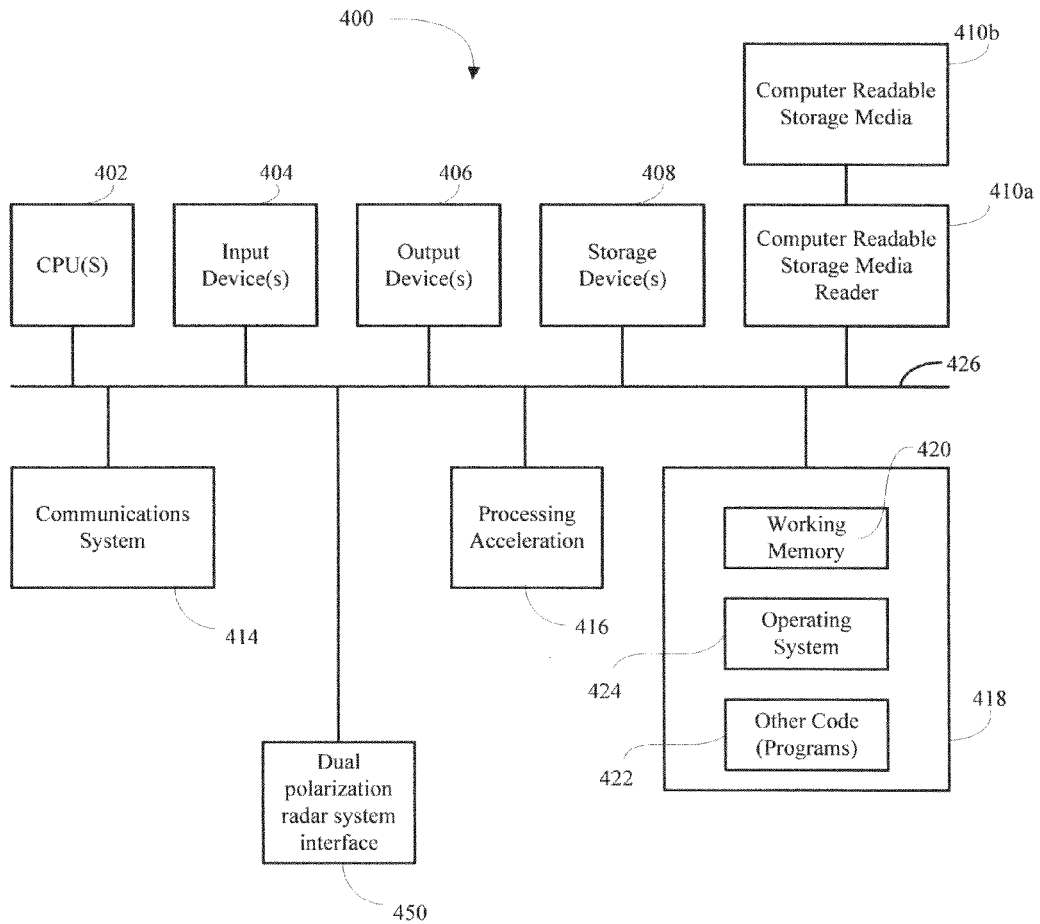 400
410b
Computer Readable
Storage Media
402
404
406
408
410a
CPU(S)
Input
Device(s)
Output
Device(s)
Storage
Device(s)
Computer Readable
Storage Media
Reader
426
420
Communications
System
Processing
Acceleration
Working
Memory
414
416
Operating
System
424
418
Other Code
(Programs)
422
Dual
polarization
radar system
interface
450